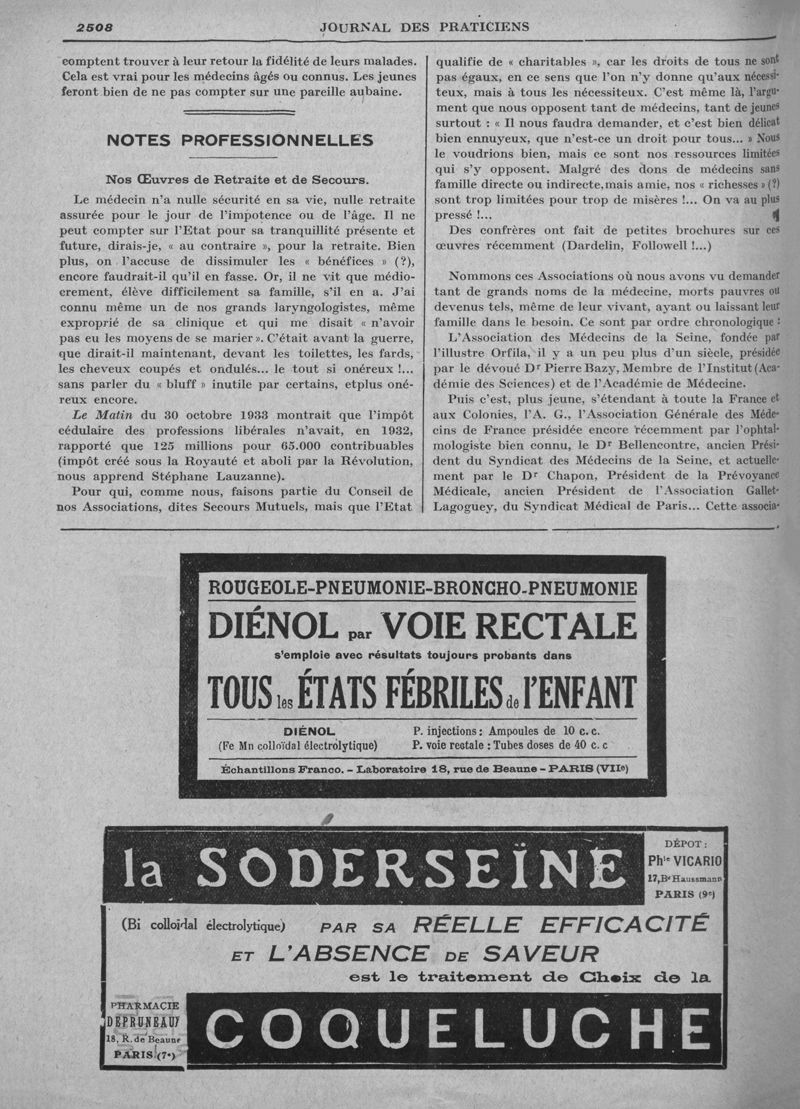 2508
JOURNAL DES PRATICIENS
comptent trouver à leur retour la fidélité de leurs malades.
Cela est vrai pour les médecins âgés ou connus. Les jeunes
feront bien de ne pas compter sur une pareille aubaine.
NOTES PROFESSIONNELLES
Nos Œuvres de Retraite et de Secours.
Le médecin n'a nulle sécurité en sa vie, nulle retraite
assurée pour le jour de l'impotence ou de l'âge. Il ne
peut compter sur l'Etat pour sa tranquillité présente et
future, dirais-je, « au contraire », pour la retraite. Bien
plus, on l'accuse de dissimuler les « bénéfices » (?),
encore faudrait-il qu'il en fasse. Or, il ne vit que médio-
crement, élève difficilement sa famille, s'il en a. J'ai
connu même un de nos grands laryngologistes, même
exproprié de sa clinique et qui me disait « n'avoir
pas eu les moyens de se marier ». C'était avant la guerre,
que dirait-il maintenant, devant les toilettes, les fards,
les cheveux coupés et ondulés... le tout si onéreux !...
sans parler du « bluff » inutile par certains, etplus oné-
reux encore.
Le Matin du 30 octobre 1933 montrait que l'impôt
cédulaire des professions libérales n'avait, en 1932,
rapporté que 125 millions pour 65.000 contribuables
(impôt créé sous la Royauté et aboli par la Révolution,
nous apprend Stéphane Lauzanne).
Pour qui, comme nous, faisons partie du Conseil de
nos Associations, dites Secours Mutuels, mais que l'Etat
qualifie de « charitables », car les droits de tous ne sont
pas égaux, en ce sens que l'on n'y donne qu'aux nécessi-
teux, mais à tous les nécessiteux. C'est même là, l'argu-
ment que nous opposent tant de médecins, tant de jeunes
surtout : « Il nous faudra demander, et c'est bien délicat
bien ennuyeux, que n'est-ce un droit pour tous... » Nous
le voudrions bien, mais ce sont nos ressources limitées
qui s'y opposent. Malgré des dons de médecins sans
famille directe ou indirecte,mais amie, nos « richesses » (?)
sont trop limitées pour trop de misères !... On va au plus
pressé !...
Des confrères ont fait de petites brochures sur ces
œuvres récemment (Dardelin, Followell !...)
Nommons ces Associations où nous avons vu demander
tant de grands noms de la médecine, morts pauvres ou
devenus tels, même de leur vivant, ayant ou laissant leur
famille dans le besoin. Ce sont par ordre chronologique :
L'Association des Médecins de la Seine, fondée par
l'illustre Orfila, il y a un peu plus d'un siècle, présidée
par le dévoué Dr Pierre Bazy, Membre de l'Institut (Aca-
démie des Sciences) et de l'Académie de Médecine.
Puis c'est, plus jeune, s'étendant à toute la France et
aux Colonies, l'A. G., l'Association Générale des Méde-
cins de France présidée encore récemment par l'ophtal-
mologiste bien connu, le Dr Bellencontre, ancien Prési-
dent du Syndicat des Médecins de la Seine, et actuelle-
ment par le Dr Chapon, Président de la Prévoyance
Médicale, ancien Président de l'Association Gallet-
Lagoguey, du Syndicat Médical de Paris... Cette associa-
ROUGEOLE-PNEUMONIE-BRONCHO-PNEUMONIE
DIÉNOL par VOIE RECTALE
s'emploie avec résultats toujours probants dans
TOUS les ÉTATS FÉBRILES de l'ENFANT
DIÉNOL
(Fe Mn colloïdal électrolytique)
P. injections : Ampoules de 10 c. c.
P. voie rectale : Tubes doses de 40 c. c
Échantillons Franco. - Laboratoire 18, rue de Beaune - PARIS (VIIe)
la SODERSEÏNE
DÉPOT :
Phie VICARIO
17, Bd Haussmann
PARIS (9e)
(Bi colloïdal électrolytique) PAR SA RÉELLE EFFICACITÉ
ET L'ABSENCE DE SAVEUR
est le traitement de Choix de la
PHARMACIE
DEPRUNEAUX
18, R. de Beaune
PARIS (7e)
COQUELUCHE